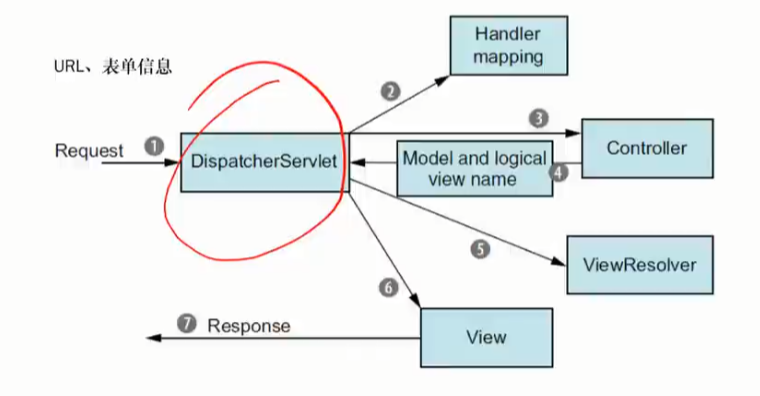 URL、表单信息
Handler
mapping
Request
1
DispatcherServlet
2
3
Model and logical
view name
4
Controller
5
ViewResolver
6
7
Response
View